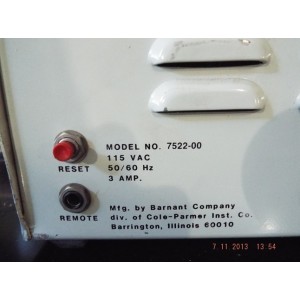 MODEL NO. 7522-00
115 VAC
50/60 Hz
3 AMP.
RESET
REMOTE
Mfg. by Barnant Company
div. of Cole-Parmer Inst. Co.
Barrington, Illinois 60010
7 11 2013 13 54